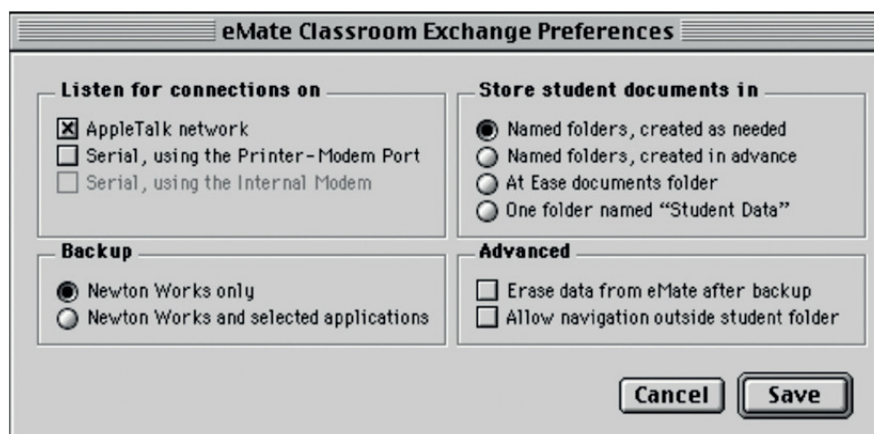 eMate Classroom Exchange Preferences
Listen for connections on
AppleTalk network
Serial, using the Printer-Modem Port
Serial, using the Internal Modem
Store student documents in
Named folders, created as needed
Named folders, created in advance
At Ease documents folder
One folder named “Student Data”
Backup
Newton Works only
Newton Works and selected applications
Advanced
Erase data from eMate after backup
Allow navigation outside student folder
Cancel
Save